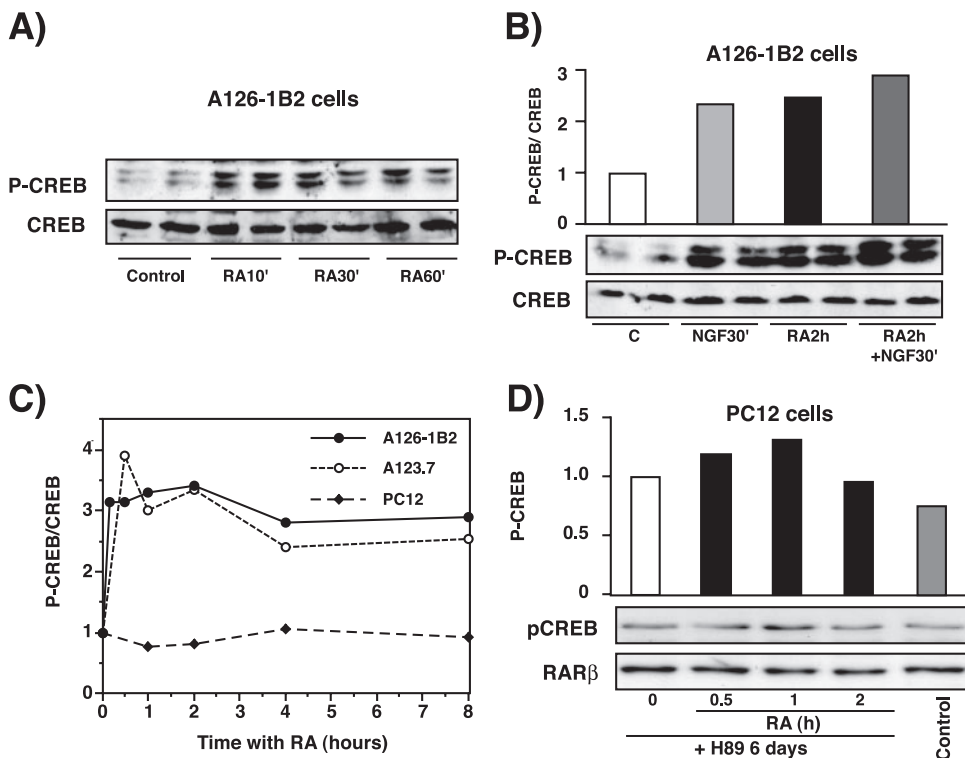 A)
A126-1B2 cells
P-CREB
CREB
Control RA10' RA30' RA60'
B)
A126-1B2 cells
P-CREB/ CREB
3
2
1
0
P-CREB
CREB
C NGF30' RA2h RA2h
+NGF30'
C)
P-CREB/CREB
4
3
2
1
0
A126-1B2
A123.7
PC12
0 1 2 3 4 5 6 7 8
Time with RA (hours)
D)
PC12 cells
P-CREB
1.5
1.0
0.5
0
pCREB
RARβ
0 0.5 1 2
RA (h)
+ H89 6 days
Control